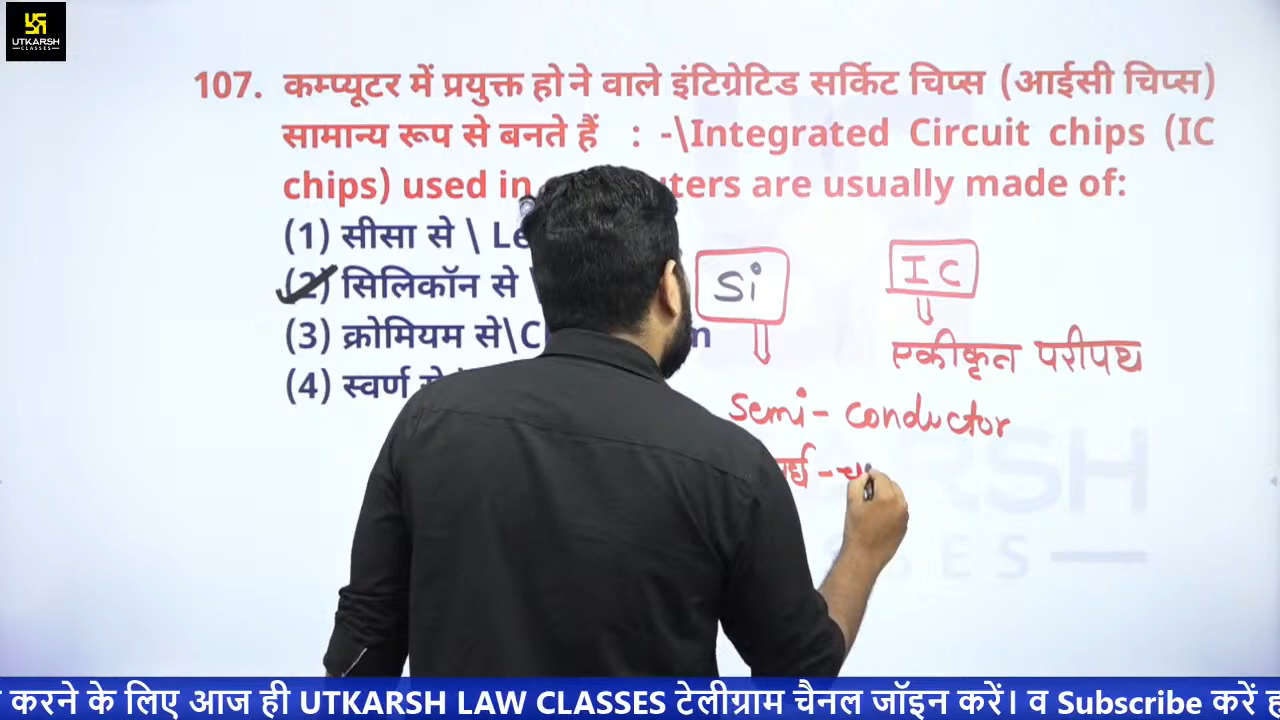 UTKARSH
CLASSES
107. कम्प्यूटर में प्रयुक्त होने वाले इंटिग्रेटिड सर्किट चिप्स (आईसी चिप्स)
सामान्य रूप से बनते हैं : -\Integrated Circuit chips (IC
chips) used in are usually made of:
(1) सीसा से \
(2) सिलिकॉन से
(3) क्रोमियम से\
(4) स्वर्ण
Si
IC
एकीकृत परीपथ
Semi-Conductor
करने के लिए आज ही UTKARSH LAW CLASSES टेलीग्राम चैनल जॉइन करें। व Subscribe करें